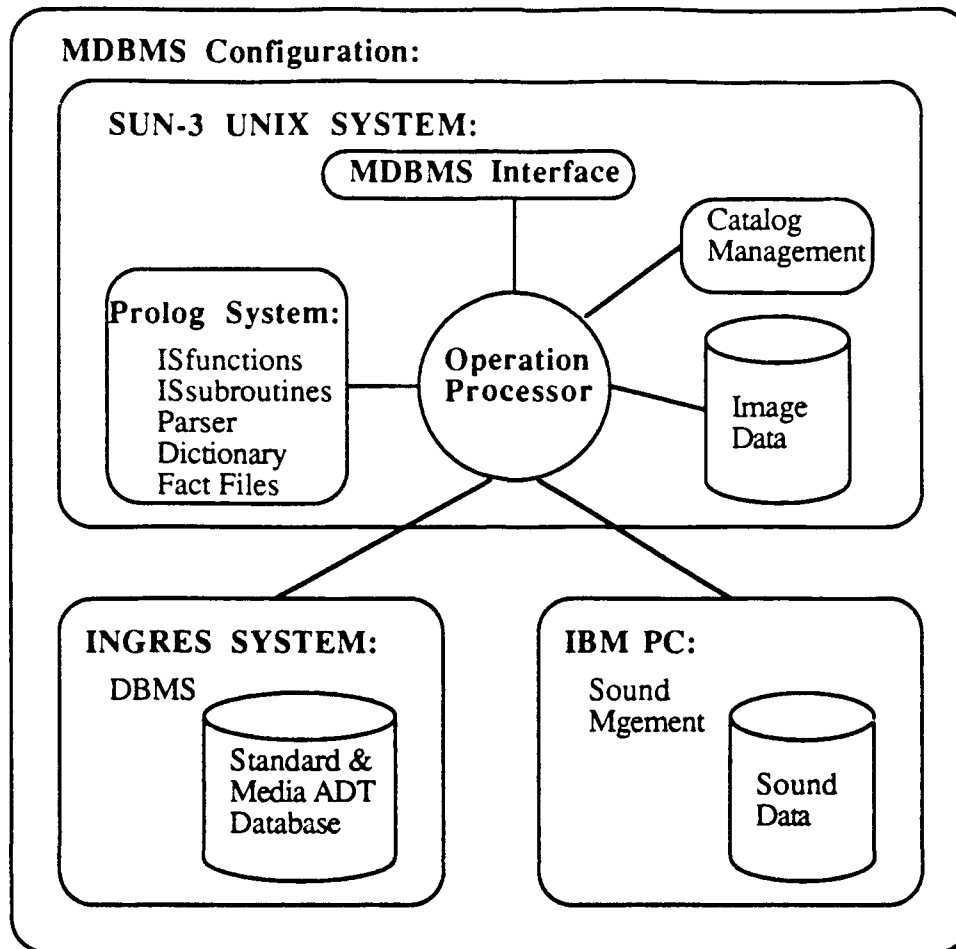 MDBMS Configuration:
SUN-3 UNIX SYSTEM:
MDBMS Interface
Catalog
Management
Prolog System:
ISfunctions
ISsubroutines
Parser
Dictionary
Fact Files
Operation
Processor
Image
Data
INGRES SYSTEM:
DBMS
Standard &
Media ADT
Database
IBM PC:
Sound
Mgement
Sound
Data